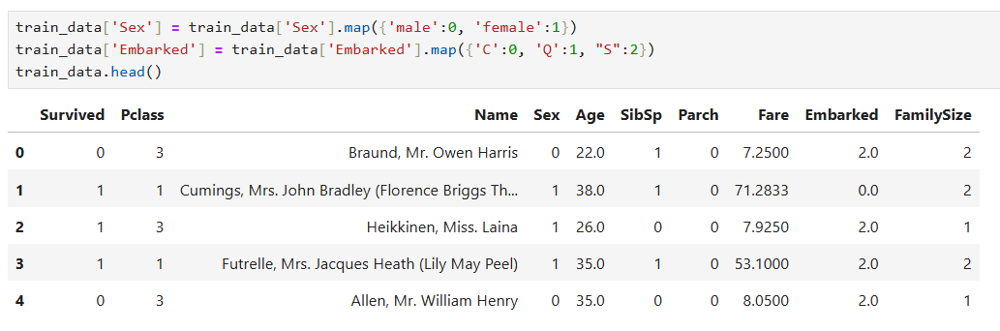 train_data['Sex'] = train_data['Sex'].map({'male':0, 'female':1})
train_data['Embarked'] = train_data['Embarked'].map({'C':0, 'Q':1, "S":2})
train_data.head()
Survived Pclass Name Sex Age SibSp Parch Fare Embarked FamilySize
0 0 3 Braund, Mr. Owen Harris 0 22.0 1 0 7.2500 2.0 2
1 1 1 Cumings, Mrs. John Bradley (Florence Briggs Th... 1 38.0 1 0 71.2833 0.0 2
2 1 3 Heikkinen, Miss. Laina 1 26.0 0 0 7.9250 2.0 1
3 1 1 Futrelle, Mrs. Jacques Heath (Lily May Peel) 1 35.0 1 0 53.1000 2.0 2
4 0 3 Allen, Mr. William Henry 0 35.0 0 0 8.0500 2.0 1